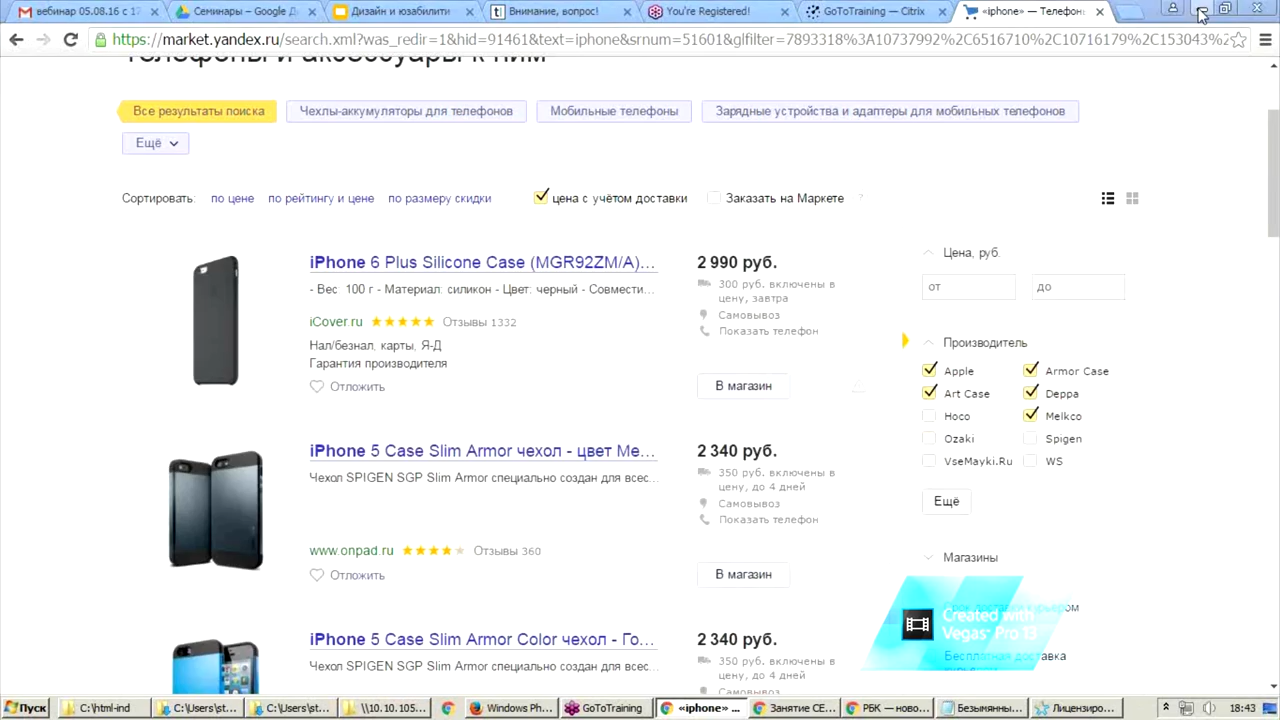 вебинар 05.08.16 с 17:
Семинары – Google Д
Дизайн и юзабилити
Внимание, вопрос!
You're Registered!
GoToTraining — Citrix
«iphone» — Телефон
https://market.yandex.ru/search.xml?was_redir=1&hid=91461&text=iphone&srnum=51601&glfilter=7893318%3A10737992%2C6516710%2C10716179%2C153043%2
Телефоны и аксессуары к ним
Все результаты поиска
Чехлы-аккумуляторы для телефонов
Мобильные телефоны
Зарядные устройства и адаптеры для мобильных телефонов
Ещё
Сортировать: по цене по рейтингу и цене по размеру скидки цена с учётом доставки Заказать на Маркете ?
iPhone 6 Plus Silicone Case (MGR92ZM/A)...
- Вес 100 г - Материал: силикон - Цвет: черный - Совмести...
iCover.ru Отзывы 1332
Нал/безнал, карты, Я-Д
Гарантия производителя
Отложить
2 990 руб.
300 руб. включены в
цену, завтра
Самовывоз
Показать телефон
В магазин
iPhone 5 Case Slim Armor чехол - цвет Ме...
Чехол SPIGEN SGP Slim Armor специально создан для всес...
www.onpad.ru Отзывы 360
Отложить
2 340 руб.
350 руб. включены в
цену, до 4 дней
Самовывоз
Показать телефон
В магазин
iPhone 5 Case Slim Armor Color чехол - Го...
Чехол SPIGEN SGP Slim Armor специально создан для всес...
2 340 руб.
350 руб. включены в
цену, до 4 дней
Самовывоз
Цена, руб.
от
до
Производитель
Apple Armor Case
Art Case Deppa
Hoco Melkco
Ozaki Spigen
VseMayki.Ru WS
Ещё
Магазины
Срок доставки курьером
Created with
Vegas Pro 13
Бесплатная доставка
курьером
Пуск
C:\html-ind
C:\Users\st...
C:\Users\st...
\\10.10.105...
Windows Ph...
GoToTraining
«iphone» ...
Занятие СЕ...
РБК — ново...
Безымянны...
Лицензиро...
18:43